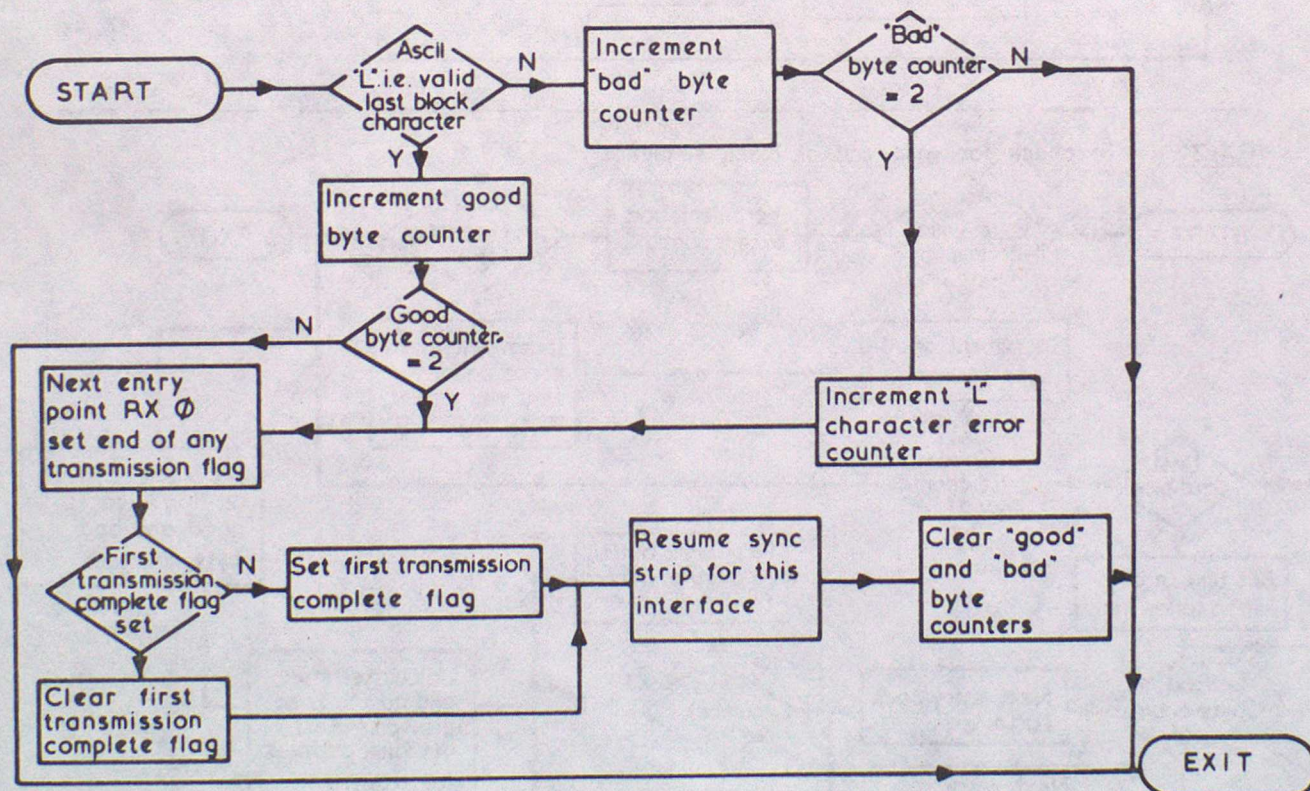 START
Ascii
"L".i.e. valid
last block
character
N
Y
Increment
"bad" byte
counter
"Bad"
byte counter
= 2
N
Y
Increment good
byte counter
Good
byte counter
= 2
N
Y
Increment "L"
character error
counter
Next entry
point RX Ø
set end of any
transmission flag
First
transmission
complete flag
set
N
Set first transmission
complete flag
Clear first
transmission
complete flag
Resume sync
strip for this
interface
Clear "good"
and "bad"
byte
counters
EXIT